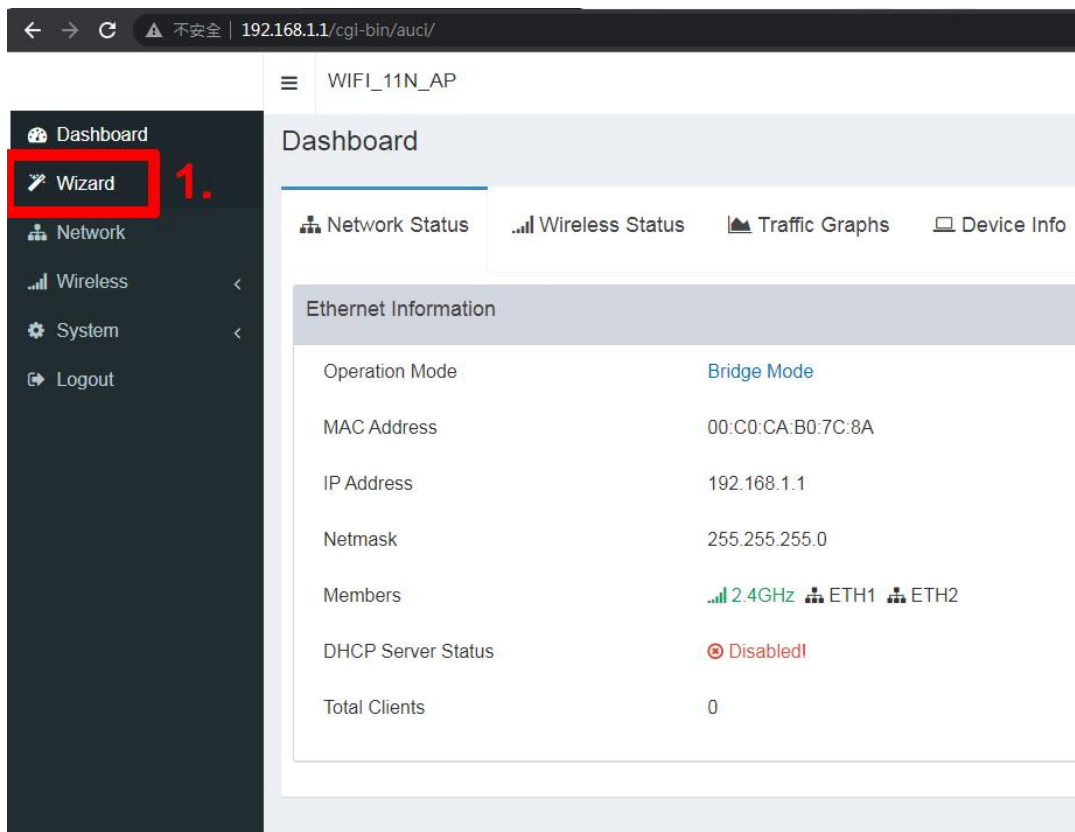 不安全 | 192.168.1.1/cgi-bin/auci/
WIFI_11N_AP
Dashboard
Wizard
1.
Network
Wireless
System
Logout
Dashboard
Network Status
Wireless Status
Traffic Graphs
Device Info
Ethernet Information
Operation Mode Bridge Mode
MAC Address 00:C0:CA:B0:7C:8A
IP Address 192.168.1.1
Netmask 255.255.255.0
Members 2.4GHz ETH1 ETH2
DHCP Server Status Disabled!
Total Clients 0